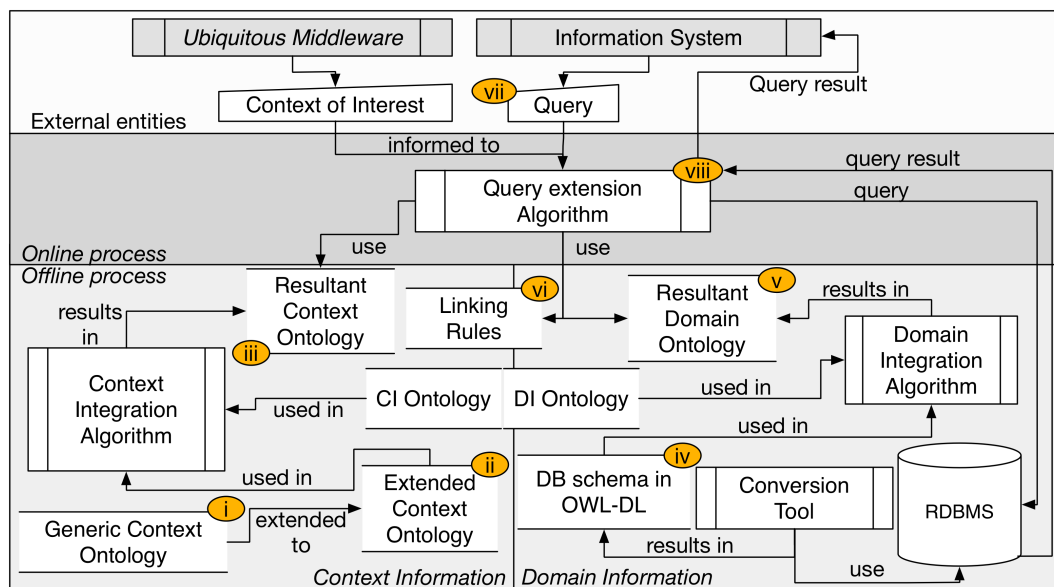 Ubiquitous Middleware
Information System
Query result
vii
Context of Interest
Query
External entities
informed to
viii
query result
Query extension
Algorithm
query
use
use
Online process
Offline process
Resultant
Context
Ontology
vi
Linking
Rules
v
Resultant
Domain
Ontology
results in
results
in
iii
Domain
Integration
Algorithm
Context
Integration
Algorithm
used in
CI Ontology
DI Ontology
used in
used in
used in
ii
Extended
Context
Ontology
iv
DB schema in
OWL-DL
Conversion
Tool
RDBMS
i
Generic Context
Ontology
extended
to
results in
use
Context Information
Domain Information